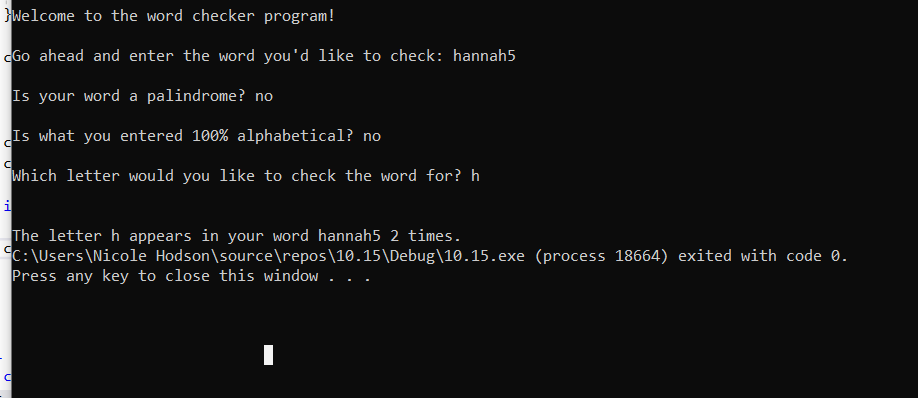 Welcome to the word checker program!
Go ahead and enter the word you'd like to check: hannah5
Is your word a palindrome? no
Is what you entered 100% alphabetical? no
Which letter would you like to check the word for? h
The letter h appears in your word hannah5 2 times.
C:\Users\Nicole Hodson\source\repos\10.15\Debug\10.15.exe (process 18664) exited with code 0.
Press any key to close this window . . .